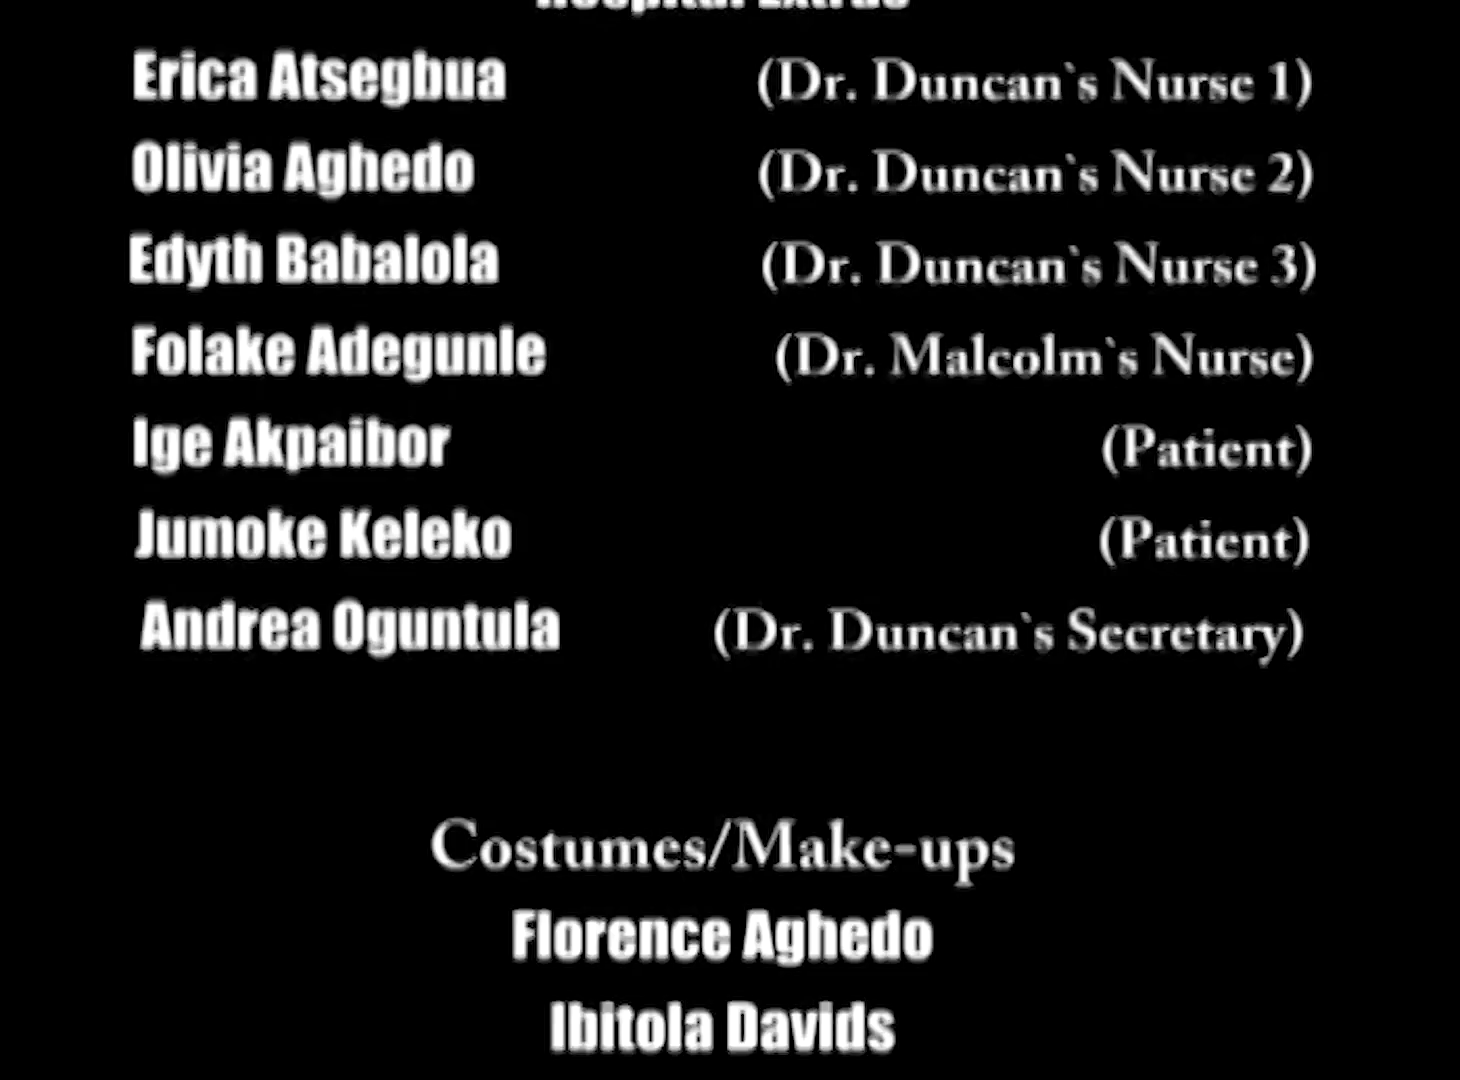 Hospital Extras
Erica Atsegbua (Dr. Duncan`s Nurse 1)
Olivia Aghedo (Dr. Duncan`s Nurse 2)
Edyth Babalola (Dr. Duncan`s Nurse 3)
Folake Adegunle (Dr. Malcolm`s Nurse)
Ige Akpaibor (Patient)
Jumoke Keleko (Patient)
Andrea Oguntula (Dr. Duncan`s Secretary)
Costumes/Make-ups
Florence Aghedo
Ibitola Davids